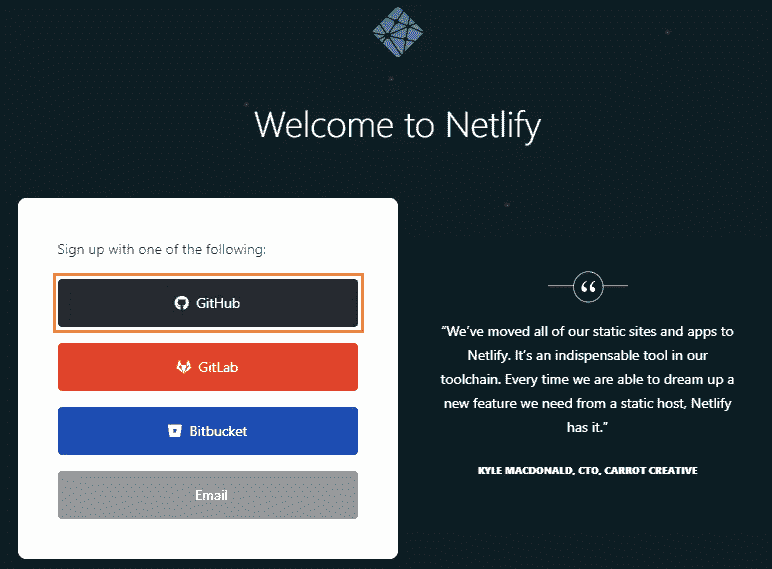 Welcome to Netlify
Sign up with one of the following:
GitHub
GitLab
Bitbucket
Email
“We’ve moved all of our static sites and apps to
Netlify. It’s an indispensable tool in our
toolchain. Every time we are able to dream up a
new feature we need from a static host, Netlify
has it.”
KYLE MACDONALD, CTO, CARROT CREATIVE